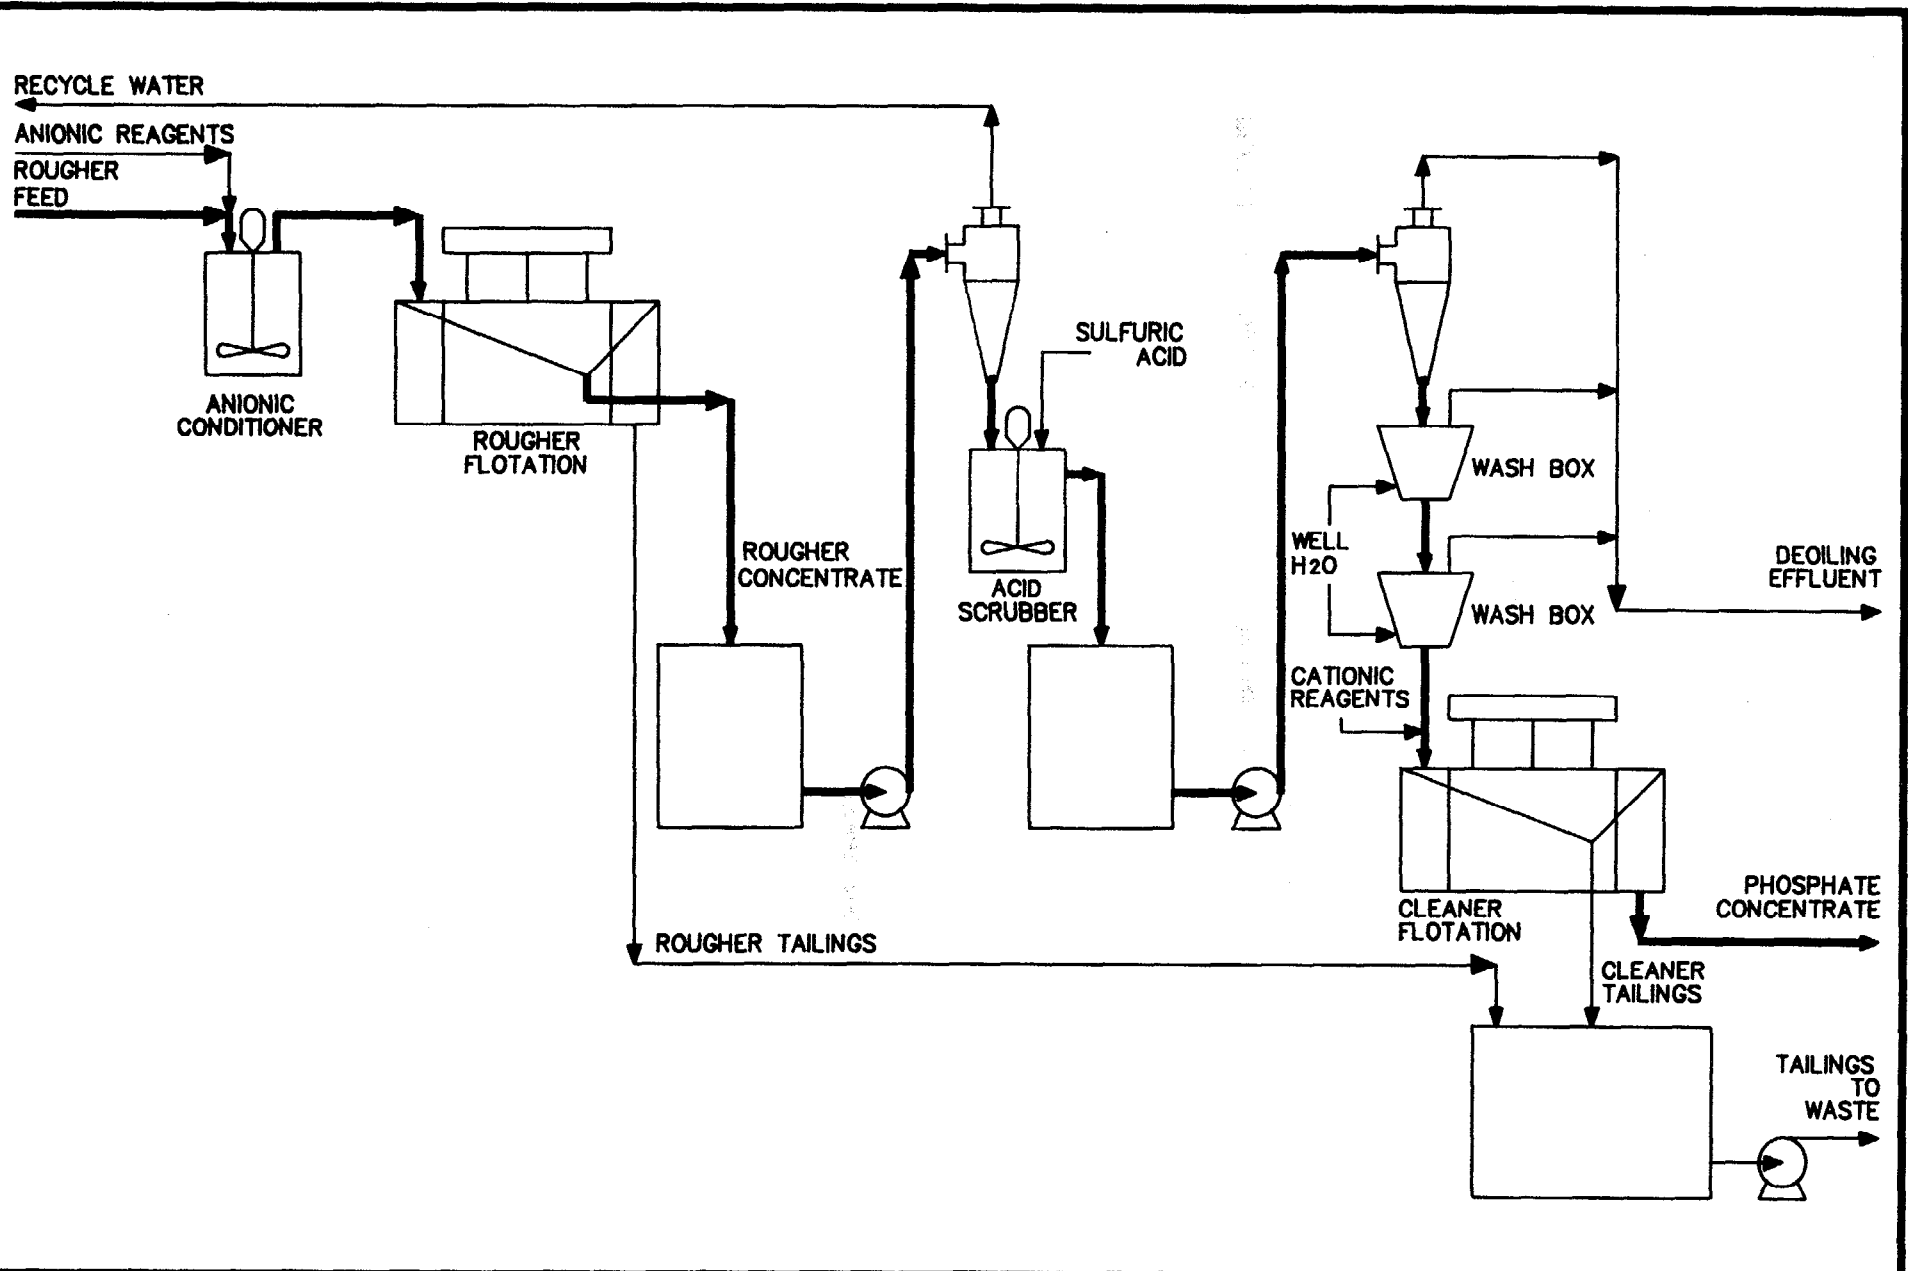 RECYCLE WATER
ANIONIC REAGENTS
ROUGHER
FEED
ANIONIC
CONDITIONER
ROUGHER
FLOTATION
ROUGHER
CONCENTRATE
SULFURIC
ACID
ACID
SCRUBBER
WASH BOX
WELL
H2O
WASH BOX
DEOILING
EFFLUENT
CATIONIC
REAGENTS
CLEANER
FLOTATION
PHOSPHATE
CONCENTRATE
ROUGHER TAILINGS
CLEANER
TAILINGS
TAILINGS
TO
WASTE